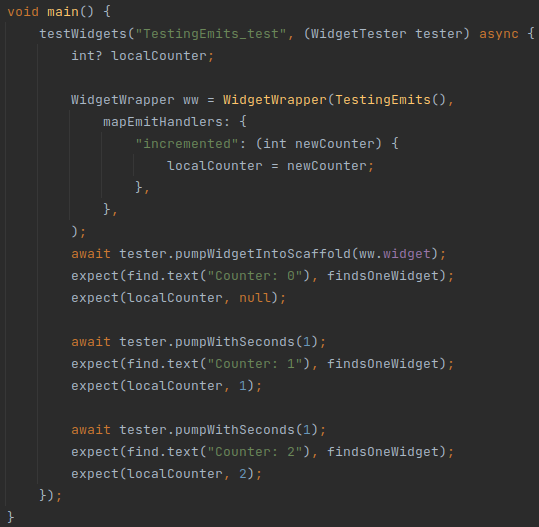 void main() {
    testWidgets("TestingEmits_test", (WidgetTester tester) async {
        int? localCounter;

        WidgetWrapper ww = WidgetWrapper(TestingEmits(),
            mapEmitHandlers: {
                "incremented": (int newCounter) {
                    localCounter = newCounter;
                },
            },
        );
        await tester.pumpWidgetIntoScaffold(ww.widget);
        expect(find.text("Counter: 0"), findsOneWidget);
        expect(localCounter, null);

        await tester.pumpWithSeconds(1);
        expect(find.text("Counter: 1"), findsOneWidget);
        expect(localCounter, 1);

        await tester.pumpWithSeconds(1);
        expect(find.text("Counter: 2"), findsOneWidget);
        expect(localCounter, 2);
    });
}